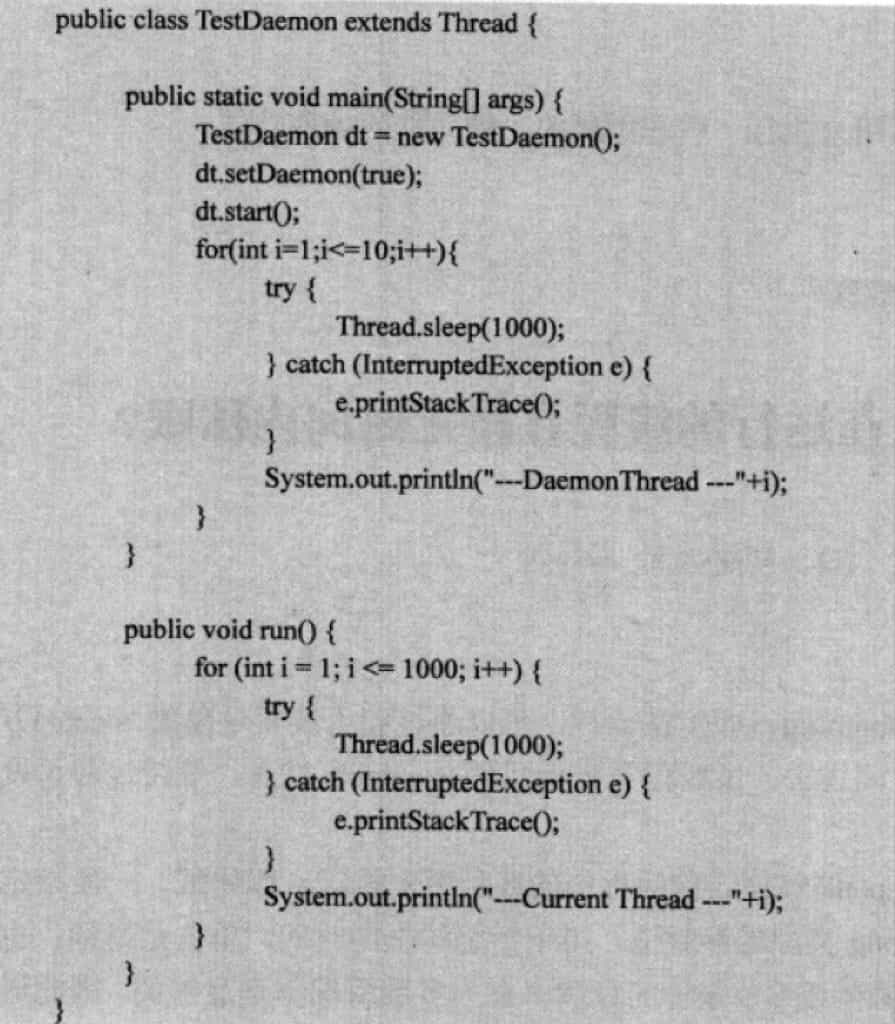 public class TestDaemon extends Thread {
public static void main(String[] args) {
TestDaemon dt = new TestDaemon();
dt.setDaemon(true);
dt.start();
for(int i=1;i<=10;i++){
try {
Thread.sleep(1000);
} catch (InterruptedException e) {
e.printStackTrace();
}
System.out.println("---DaemonThread ---"+i);
}
}
public void run() {
for (int i = 1; i <= 1000; i++) {
try {
Thread.sleep(1000);
} catch (InterruptedException e) {
e.printStackTrace();
}
System.out.println("---Current Thread ---"+i);
}
}
}